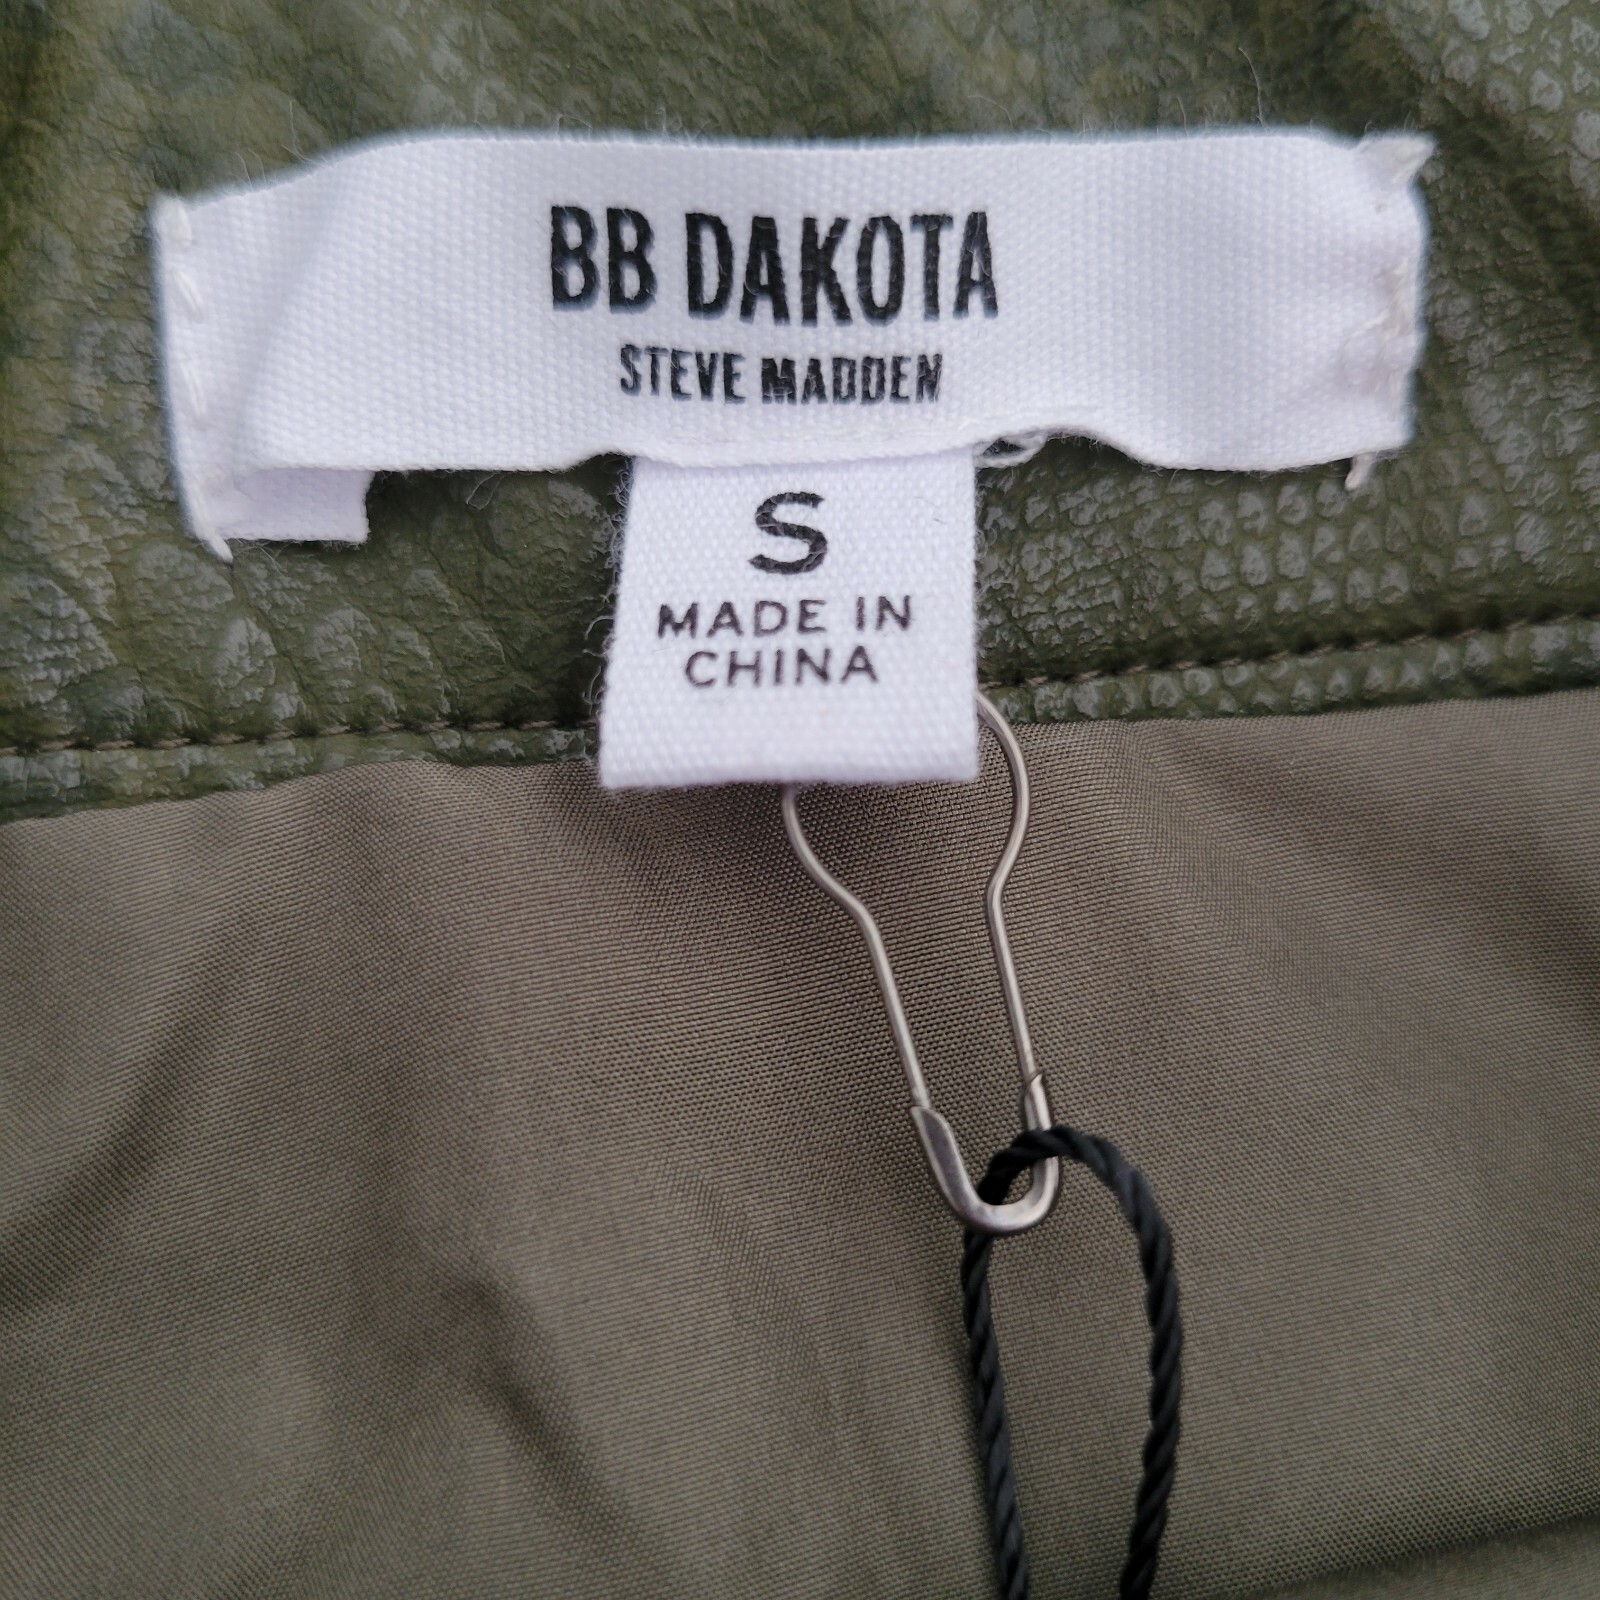 BB DAKOTA
STEVE MADDEN
S
MADE IN
CHINA